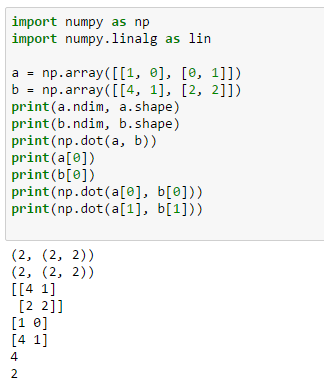 import numpy as np
import numpy.linalg as lin

a = np.array([[1, 0], [0, 1]])
b = np.array([[4, 1], [2, 2]])
print(a.ndim, a.shape)
print(b.ndim, b.shape)
print(np.dot(a, b))
print(a[0])
print(b[0])
print(np.dot(a[0], b[0]))
print(np.dot(a[1], b[1]))

(2, (2, 2))
(2, (2, 2))
[[4 1]
 [2 2]]
[1 0]
[4 1]
4
2